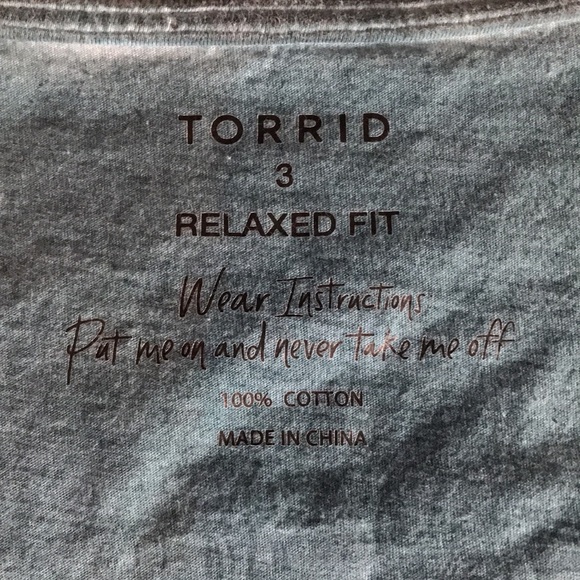 TORRID
3
RELAXED FIT
Wear Instructions
Put me on and never take me off
100% COTTON
MADE IN CHINA